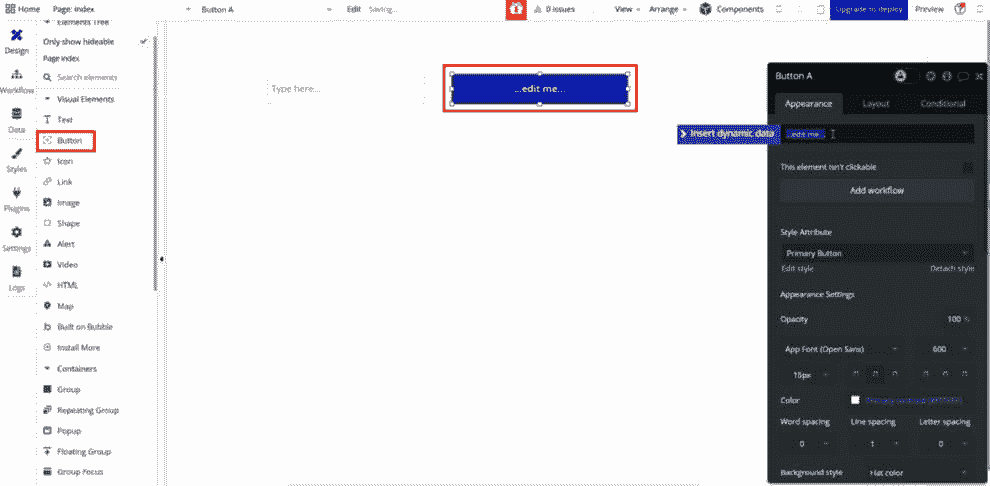 Home Page: index Button A Edit Saving... 0 issues View Arrange Components Upgrade to deploy Preview
Design
Workflow
Data
Styles
Plugins
Settings
Logs
Elements Tree
Only show hideable
Page index
Search elements
Visual Elements
Text
Button
Icon
Link
Image
Shape
Alert
Video
HTML
Map
Built on Bubble
Install More
Containers
Group
Repeating Group
Popup
Floating Group
Group Focus
Type here...
...edit me...
Insert dynamic data
Button A
Appearance Layout Conditional
...edit me...
This element isn't clickable
Add workflow
Style Attribute
Primary Button
Edit style Detach style
Appearance Settings
Opacity 100 %
App Font (Open Sans) 600
15px
Color
Word spacing Line spacing Letter spacing
0 1 0
Background style Flat color